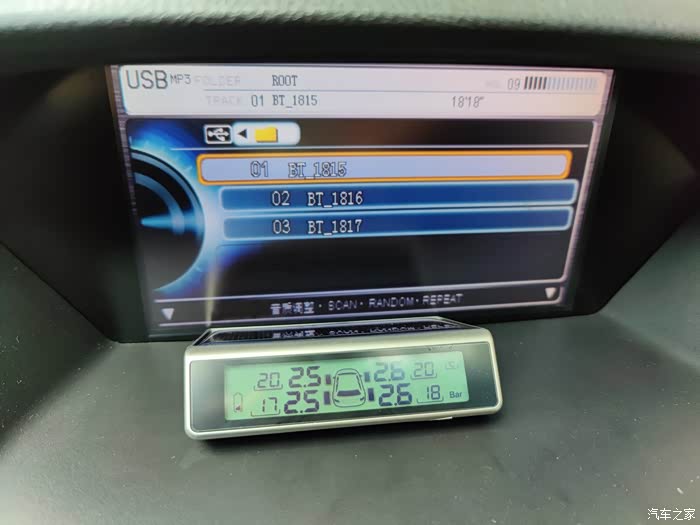 USB MP3 FOLDER ROOT VOL 09
TRACK 01 BT_1815 18'18"
01 BT_1815
02 BT_1816
03 BT_1817
音质调整 · SCAN · RANDOM · REPEAT
20 2.5 2.6 20 °C
17 2.5 2.6 18 Bar
汽车之家